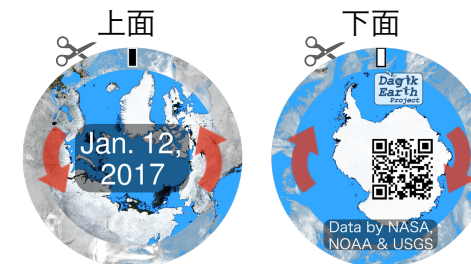 上面
下面
Dagik
Earth
Project
Jan. 12,
2017
Data by NASA,
NOAA & USGS